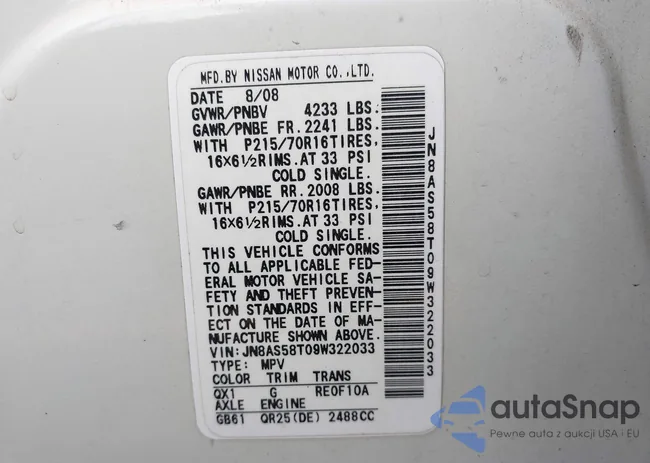 MFD.BY NISSAN MOTOR CO.,LTD.
DATE 8/08
GVWR/PNBV 4233 LBS.
GAWR/PNBE FR.2241 LBS.
WITH P215/70R16TIRES,
16X6½RIMS.AT 33 PSI
COLD SINGLE.
GAWR/PNBE RR.2008 LBS.
WITH P215/70R16TIRES,
16X6½RIMS.AT 33 PSI
COLD SINGLE.
THIS VEHICLE CONFORMS
TO ALL APPLICABLE FED-
ERAL MOTOR VEHICLE SA-
FETY AND THEFT PREVEN-
TION STANDARDS IN EFF-
ECT ON THE DATE OF MA-
NUFACTURE SHOWN ABOVE.
VIN:JN8AS58T09W322033
TYPE: MPV
COLOR TRIM TRANS
QX1 G RE0F10A
AXLE ENGINE
GB61 QR25(DE) 2488CC
JN8AS58T09W322033
autaSnap
Pewne auta z aukcji USA i EU